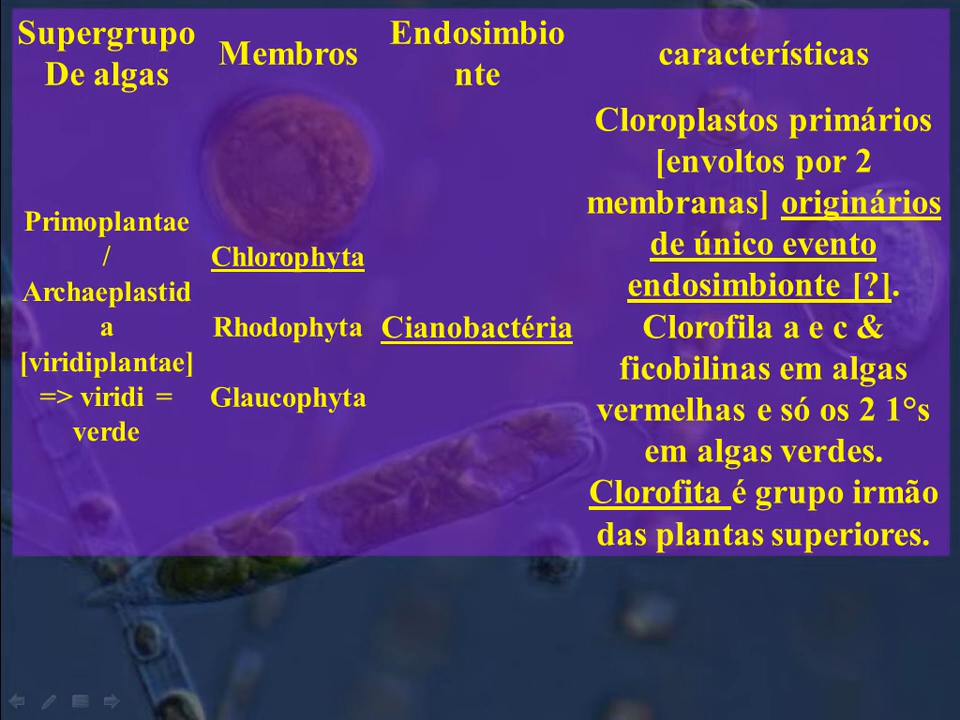 Supergrupo
De algas
Membros
Endosimbio
nte
características
Primoplantae
/
Archaeplastid
a
[viridiplantae]
=> viridi =
verde
Chlorophyta
Rhodophyta
Glaucophyta
Cianobactéria
Cloroplastos primários
[envoltos por 2
membranas] originários
de único evento
endosimbionte [?].
Clorofila a e c &
ficobilinas em algas
vermelhas e só os 2 1°s
em algas verdes.
Clorofita é grupo irmão
das plantas superiores.